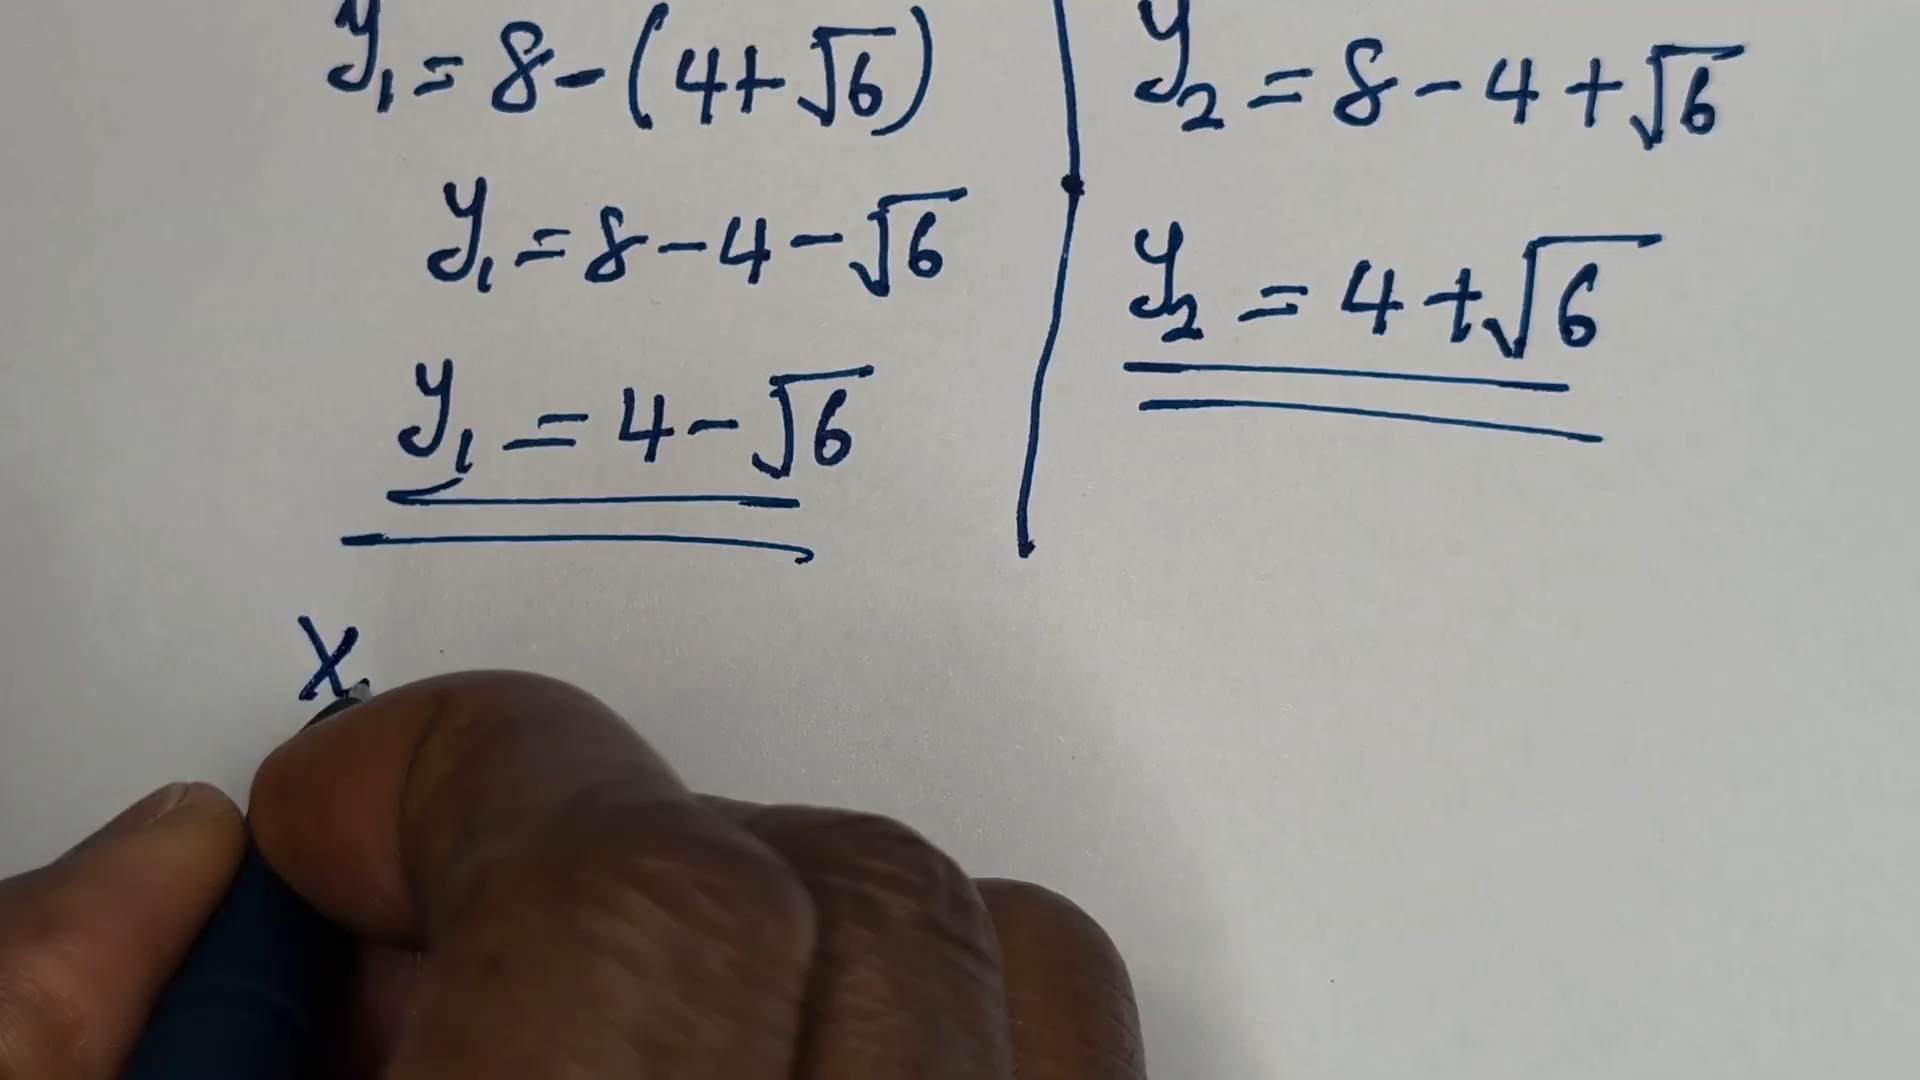 y₁ = 8 - (4 + √6)
y₁ = 8 - 4 - √6
y₁ = 4 - √6
y₂ = 8 - 4 + √6
y₂ = 4 + √6
X